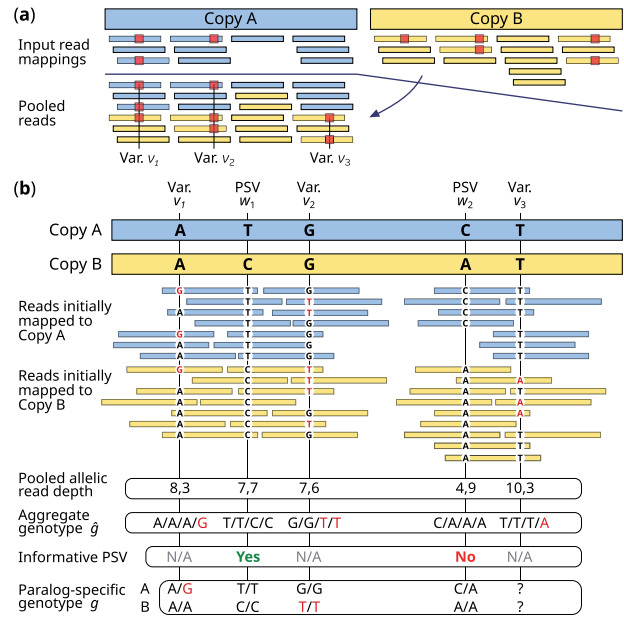 (a)
Copy A Copy B
Input read
mappings
Pooled
reads
Var. v1 Var. v2 Var. v3
(b)
Var. PSV Var. PSV Var.
v1 w1 v2 w2 v3
Copy A A T G C T
Copy B A C G A T
Reads initially
mapped to
Copy A
G T G C T
T T C T
A T T C T
T G C
G T G T
A T G T
A T G T
Reads initially
mapped to
Copy B
G C T A
C T A A
A C T A T
A C A A
A C G A A
A C T A
A C G A T
A T
A T
Pooled allelic
read depth
8,3 7,7 7,6 4,9 10,3
Aggregate
genotype ĝ
A/A/A/G T/T/C/C G/G/T/T C/A/A/A T/T/T/A
Informative PSV N/A Yes N/A No N/A
Paralog-specific
genotype g
A A/G T/T G/G C/A ?
B A/A C/C T/T A/A ?